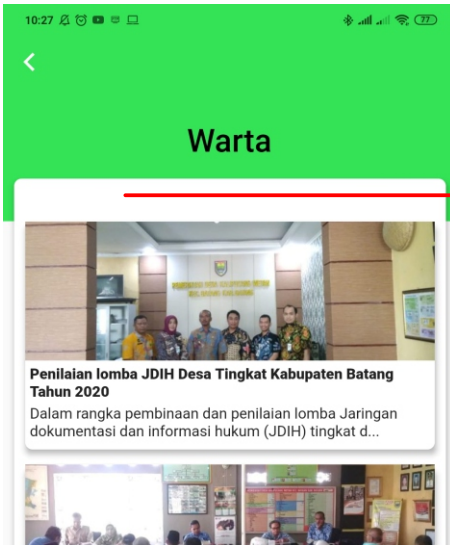 10:27
77
Warta
Penilaian lomba JDIH Desa Tingkat Kabupaten Batang
Tahun 2020
Dalam rangka pembinaan dan penilaian lomba Jaringan
dokumentasi dan informasi hukum (JDIH) tingkat d...